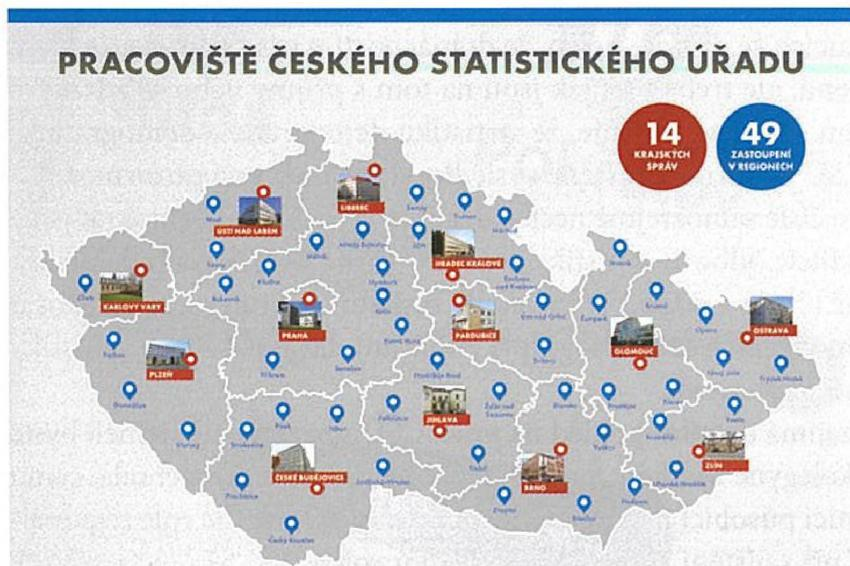 PRACOVIŠTĚ ČESKÉHO STATISTICKÉHO ÚŘADU
14
KRAJSKÝCH
SPRÁV
49
ZASTOUPENÍ
V REGIONECH
LIBEREC
ÚSTÍ NAD LABEM
Most
Semily
Trutnov
Náchod
Jičín
Mělník
Mladá Boleslav
HRADEC KRÁLOVÉ
Jeseník
Cheb
KARLOVY VARY
Louny
Kladno
Rakovník
Nymburk
Rychnov
nad Kněžnou
Kolín
PRAHA
PARDUBICE
Ústí nad Orlicí
Šumperk
Bruntál
Opava
OSTRAVA
OLOMOUC
Kutná Hora
Svitavy
Nový Jičín
Frýdek-Místek
PLZEŇ
Tachov
Domažlice
Příbram
Benešov
Havlíčkův Brod
Pelhřimov
JIHLAVA
Žďár nad
Sázavou
Blansko
Prostějov
Přerov
Vsetín
Klatovy
Strakonice
Písek
Tábor
Vyškov
Kroměříž
ZLÍN
ČESKÉ BUDĚJOVICE
Třebíč
BRNO
Uherské Hradiště
Prachatice
Jindřichův Hradec
Znojmo
Hodonín
Břeclav
Český Krumlov